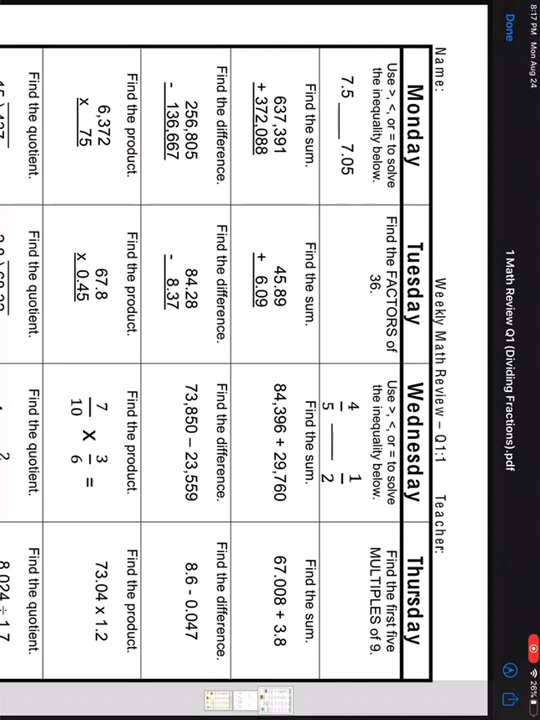 8:17 PM Mon Aug 24
26%
Done
1 Math Review Q1 (Dividing Fractions).pdf
Name:
Weekly Math Review – Q1:1
Teacher:
Monday
Tuesday
Wednesday
Thursday
Use >, <, or = to solve
the inequality below.
7.5 ____ 7.05
Find the FACTORS of
36.
Use >, <, or = to solve
the inequality below.
4/5 ____ 1/2
Find the first five
MULTIPLES of 9.
Find the sum.
637,391
+ 372,088
Find the sum.
45.89
+ 6.09
Find the sum.
84,396 + 29,760
Find the sum.
67.008 + 3.8
Find the difference.
256,805
- 136,667
Find the difference.
84.28
- 8.37
Find the difference.
73,850 – 23,559
Find the difference.
8.6 - 0.047
Find the product.
6,372
x 75
Find the product.
67.8
x 0.45
Find the product.
7/10 x 3/6 =
Find the product.
73.04 x 1.2
Find the quotient.
Find the quotient.
Find the quotient.
Find the quotient.
8.024 ÷ 1.7